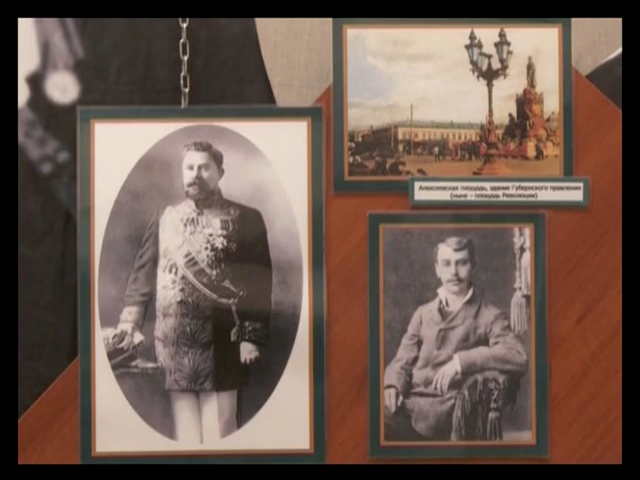 Алексеевская площадь, здание Губернского правления
(ныне – площадь Революции)